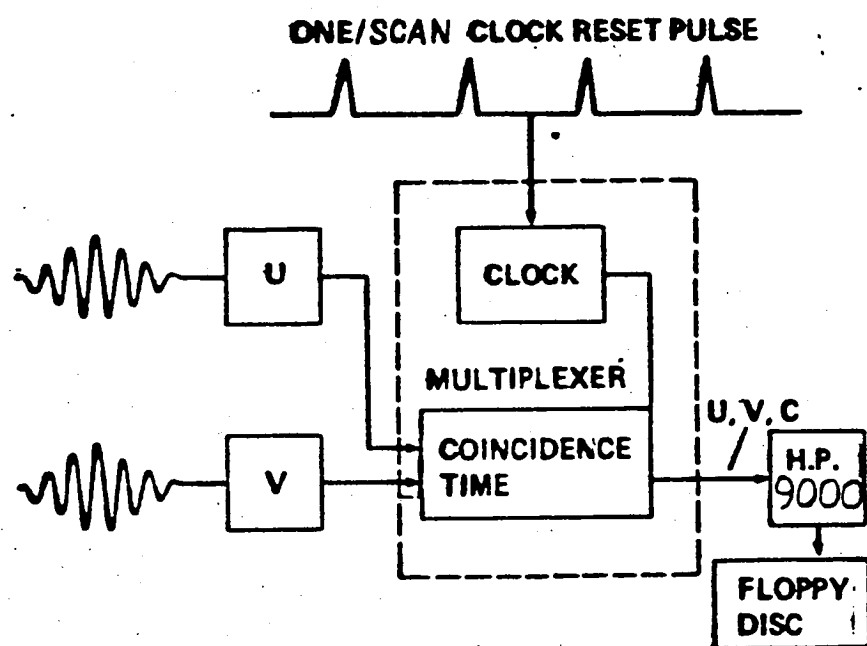 ONE/SCAN CLOCK RESET PULSE
U
CLOCK
MULTIPLEXER
U, V, C
V
COINCIDENCE
TIME
H.P.
9000
FLOPPY
DISC